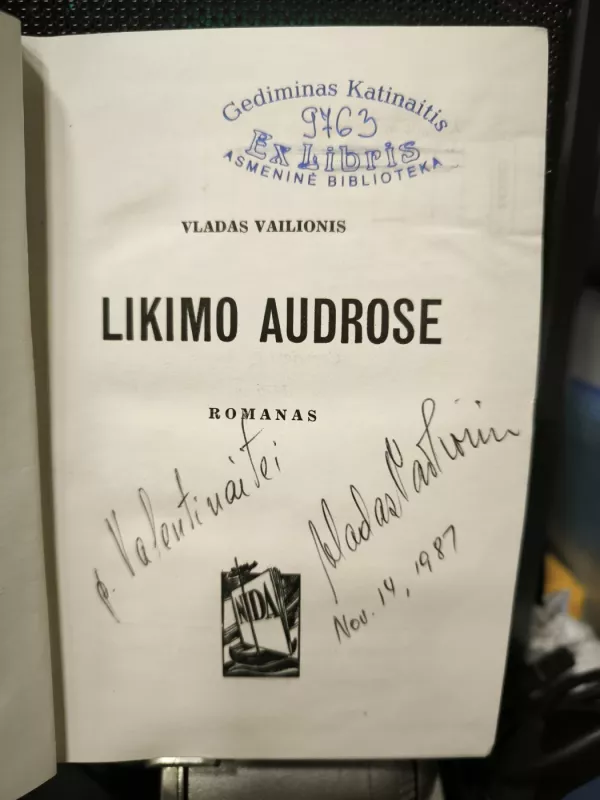 Gediminas Katinaitis
9763
Ex Libris
ASMENINĖ BIBLIOTEKA
VLADAS VAILIONIS
LIKIMO AUDROSE
ROMANAS
p. Valentinaitei
Vladas Vailionis
Nov. 14, 1987
NIDA